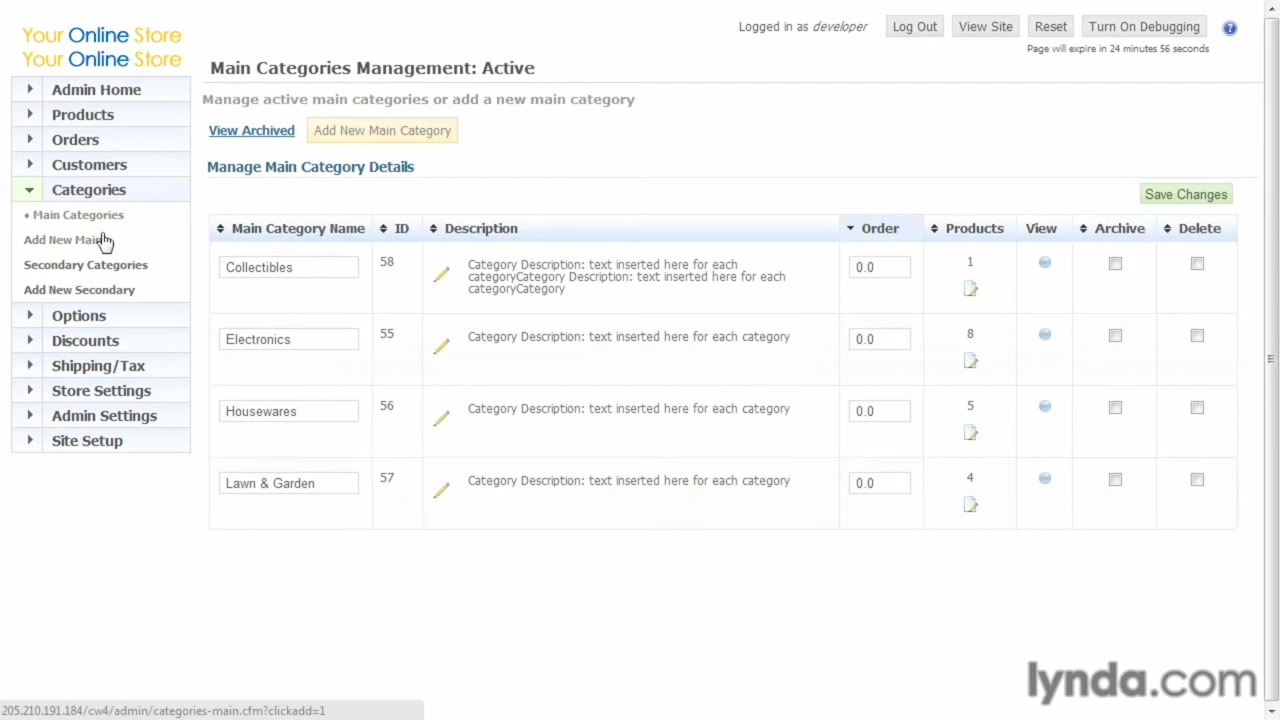 Your Online Store
Your Online Store
Logged in as developer
Log Out
View Site
Reset
Turn On Debugging
Page will expire in 24 minutes 56 seconds
Main Categories Management: Active
Manage active main categories or add a new main category
View Archived
Add New Main Category
Manage Main Category Details
Save Changes
Admin Home
Products
Orders
Customers
Categories
Main Categories
Add New Main
Secondary Categories
Add New Secondary
Options
Discounts
Shipping/Tax
Store Settings
Admin Settings
Site Setup
Main Category Name ID Description Order Products View Archive Delete
Collectibles 58 Category Description: text inserted here for each 0.0 1
categoryCategory Description: text inserted here for each
categoryCategory
Electronics 55 Category Description: text inserted here for each category 0.0 8
Housewares 56 Category Description: text inserted here for each category 0.0 5
Lawn & Garden 57 Category Description: text inserted here for each category 0.0 4
lynda.com
205.210.191.184/cw4/admin/categories-main.cfm?clickadd=1